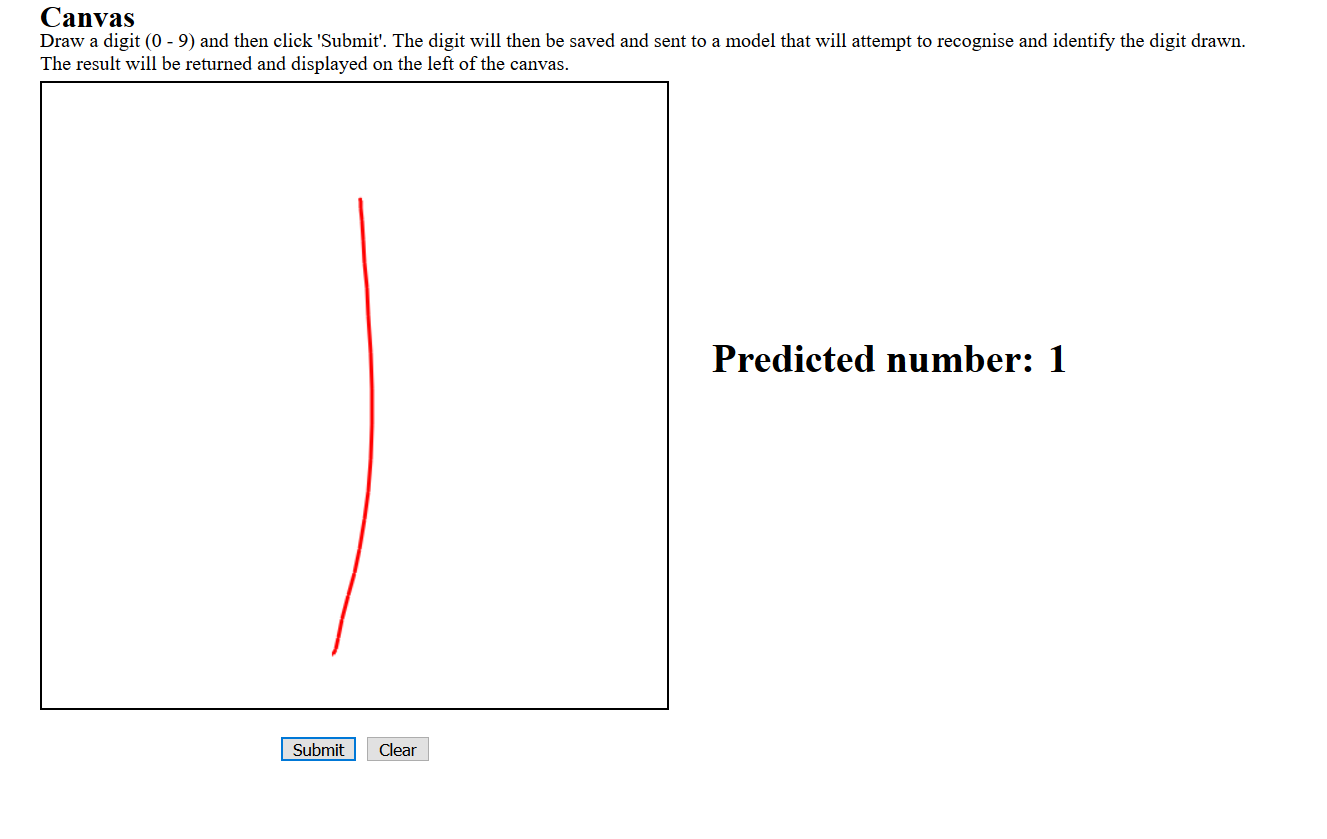 Canvas
Draw a digit (0 - 9) and then click 'Submit'. The digit will then be saved and sent to a model that will attempt to recognise and identify the digit drawn.
The result will be returned and displayed on the left of the canvas.
Predicted number: 1
Submit
Clear